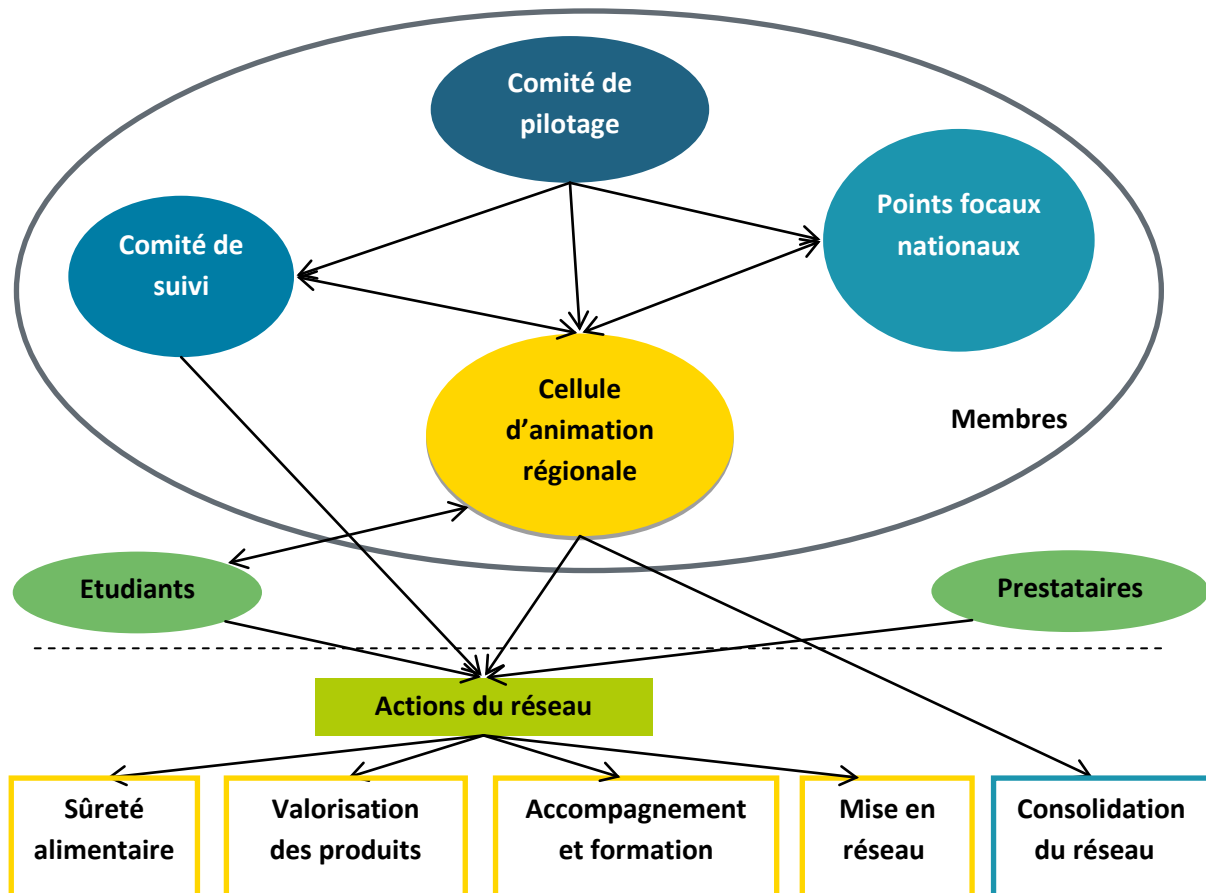 Comité de
pilotage
Points focaux
nationaux
Comité de
suivi
Cellule
d’animation
régionale
Membres
Etudiants
Prestataires
Actions du réseau
Sûreté
alimentaire
Valorisation
des produits
Accompagnement
et formation
Mise en
réseau
Consolidation
du réseau